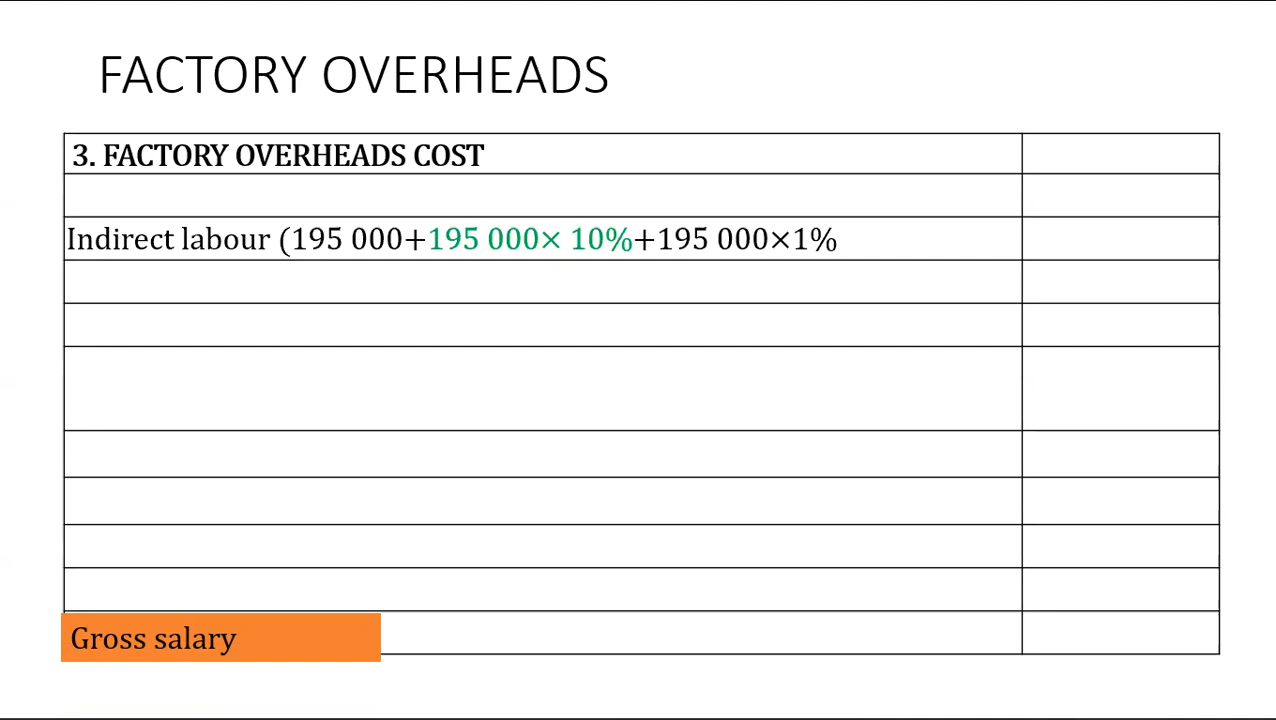 FACTORY OVERHEADS
3. FACTORY OVERHEADS COST
Indirect labour (195 000+195 000× 10%+195 000×1%
Gross salary